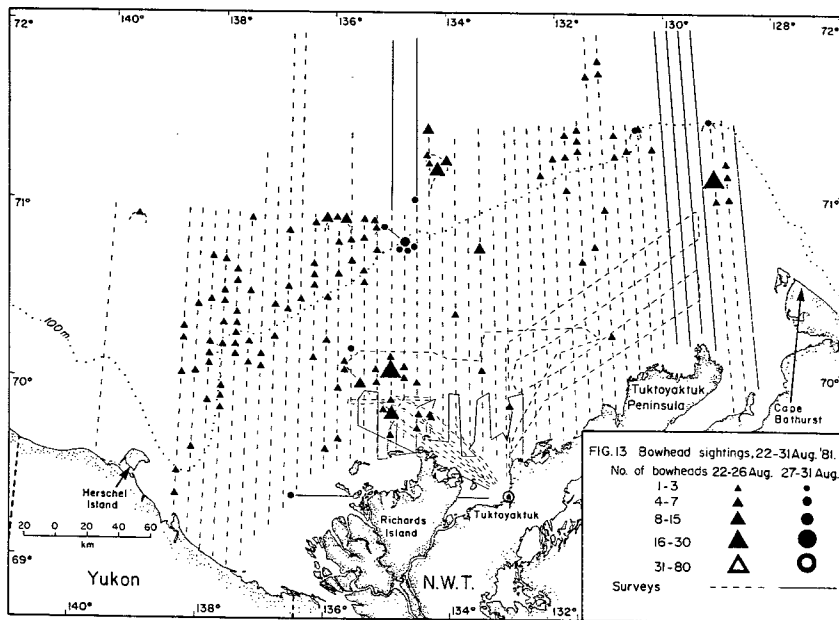 72° 140° 138° 136° 134° 132° 130° 128° 72°
71° 71°
100 m.
70° 70°
Tuktoyaktuk
Peninsula
Cape
Bathurst
Herschel
Island
20 0 20 40 60
km
69°
Richards
Island
Tuktoyaktuk
Yukon
N.W.T.
140° 138° 136° 134° 132°
FIG.13 Bowhead sightings, 22-31 Aug. '81.
No. of bowheads 22-26 Aug. 27-31 Aug.
1-3
4-7
8-15
16-30
31-80
Surveys